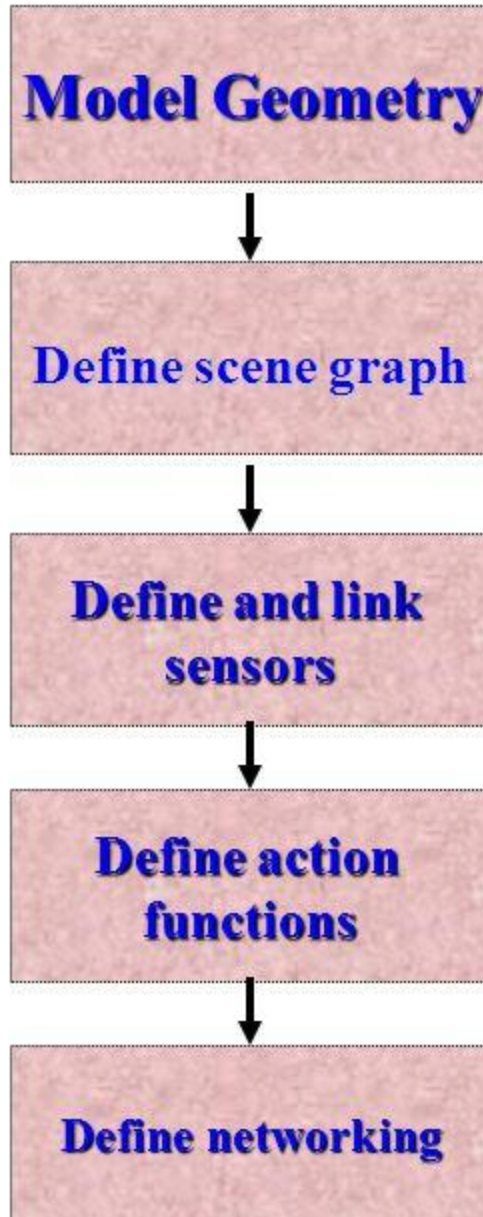 Model Geometry
Define scene graph
Define and link
sensors
Define action
functions
Define networking